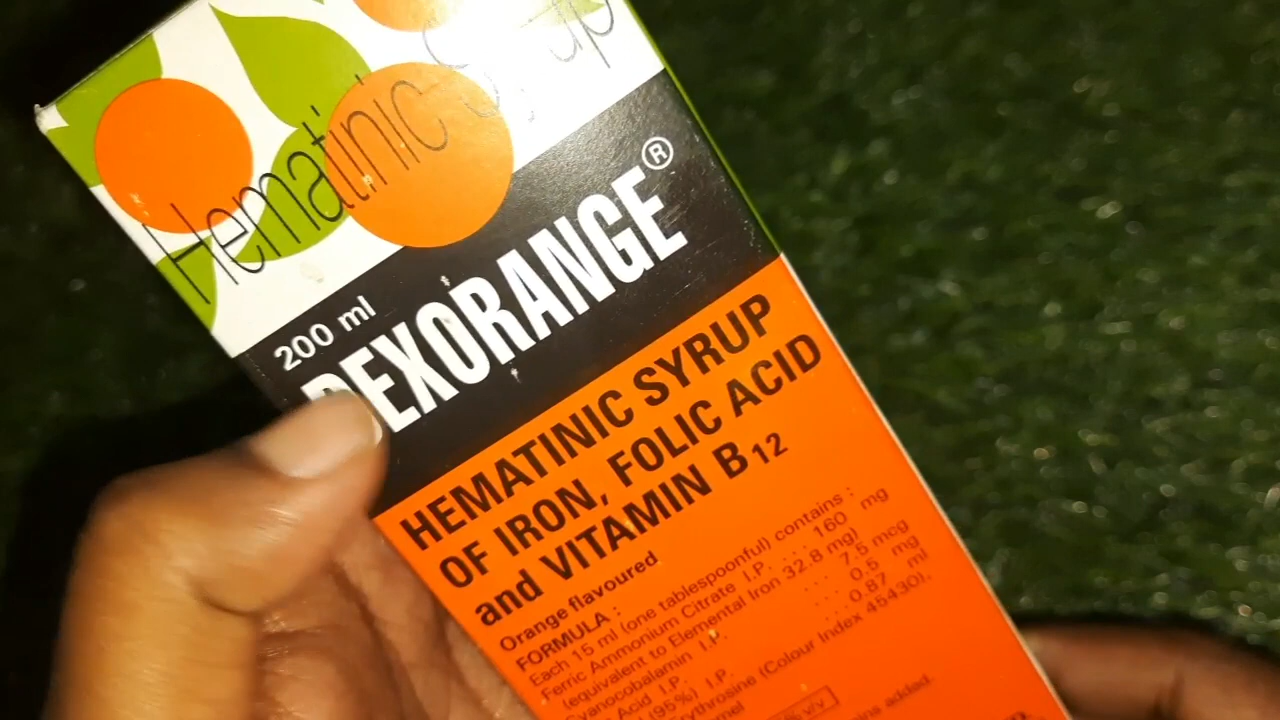 Hematinic Syrup
200 ml
DEXORANGE®
HEMATINIC SYRUP
OF IRON, FOLIC ACID
and VITAMIN B12
Orange flavoured
FORMULA :
Each 15 ml (one tablespoonful) contains :
Ferric Ammonium Citrate I.P. ... 160 mg
(equivalent to Elemental Iron 32.8 mg)
Cyanocobalamin I.P. ... 7.5 mcg
Acid I.P. ... 0.5 mg
(95%) I.P. ... 0.87 ml
Erythrosine (Colour Index 45430).
v/v
added.